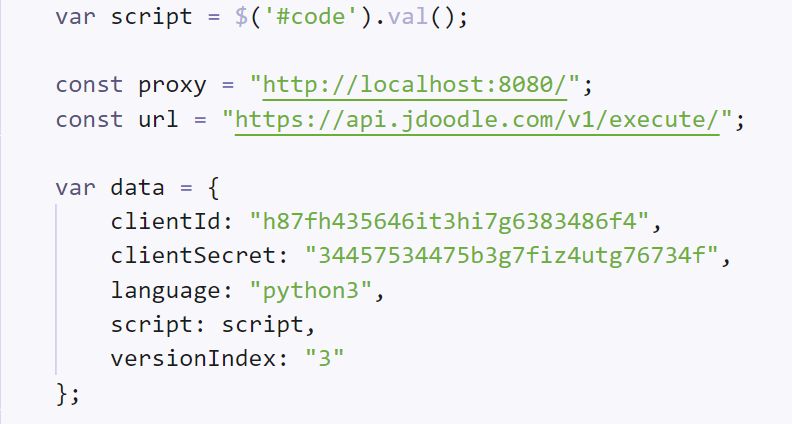 var script = $('#code').val();
const proxy = "http://localhost:8080/";
const url = "https://api.jdoodle.com/v1/execute/";
var data = {
clientId: "h87fh435646it3hi7g6383486f4",
clientSecret: "34457534475b3g7fiz4utg76734f",
language: "python3",
script: script,
versionIndex: "3"
};